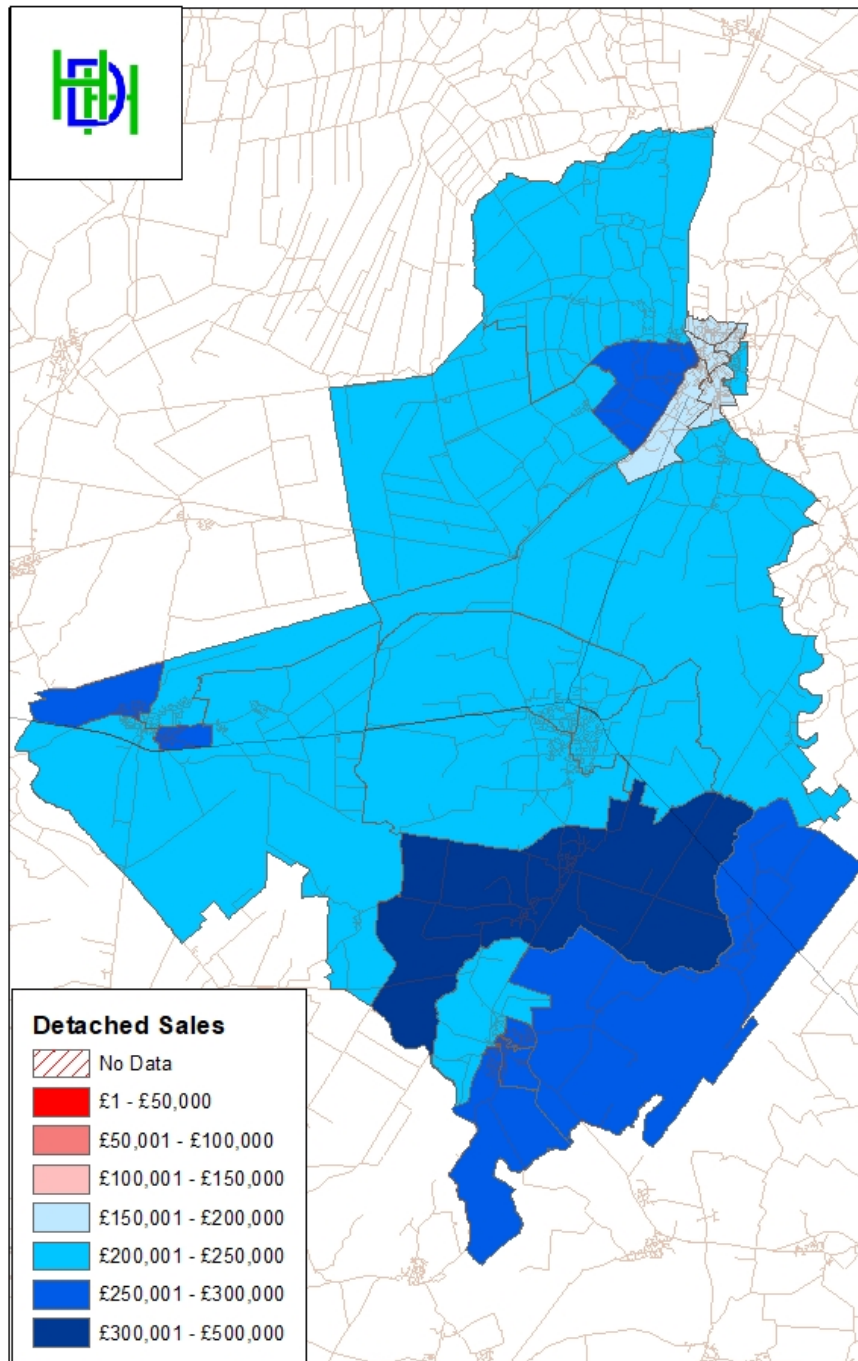 HDH
Detached Sales
No Data
£1 - £50,000
£50,001 - £100,000
£100,001 - £150,000
£150,001 - £200,000
£200,001 - £250,000
£250,001 - £300,000
£300,001 - £500,000